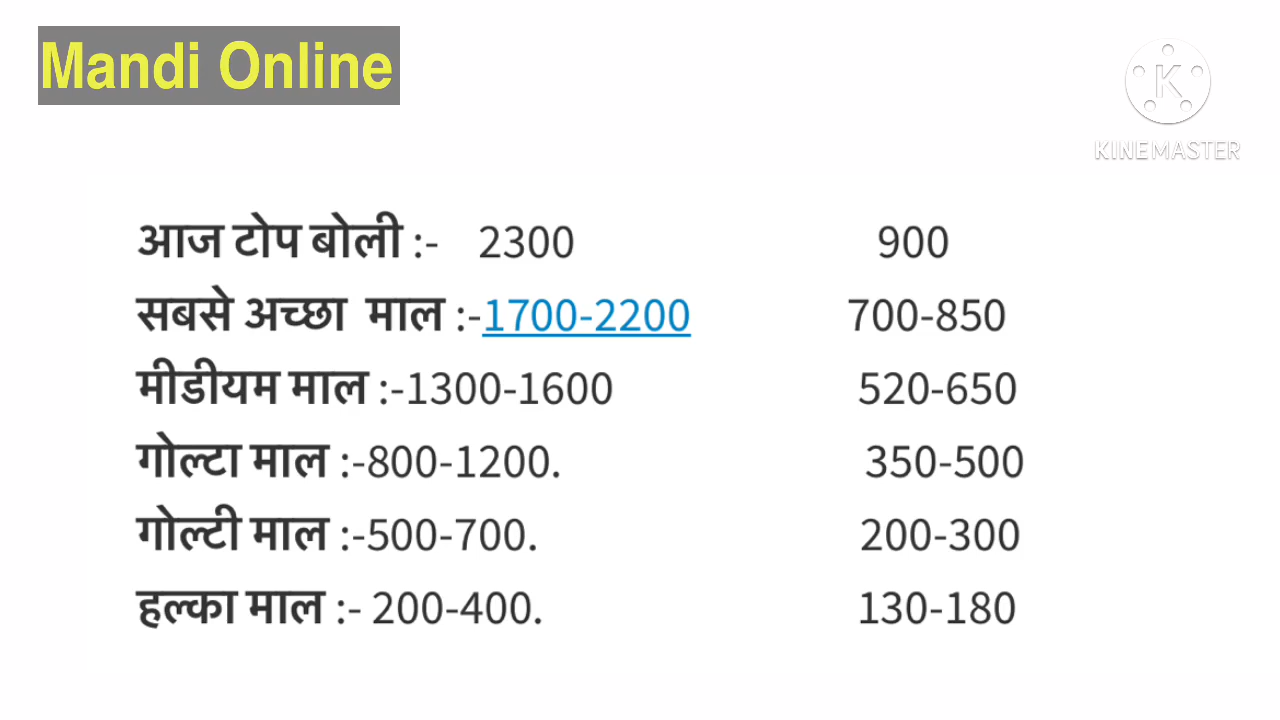 Mandi Online
K
KINEMASTER
आज टोप बोली :- 2300 900
सबसे अच्छा माल :-1700-2200 700-850
मीडीयम माल :-1300-1600 520-650
गोल्टा माल :-800-1200. 350-500
गोल्टी माल :-500-700. 200-300
हल्का माल :- 200-400. 130-180